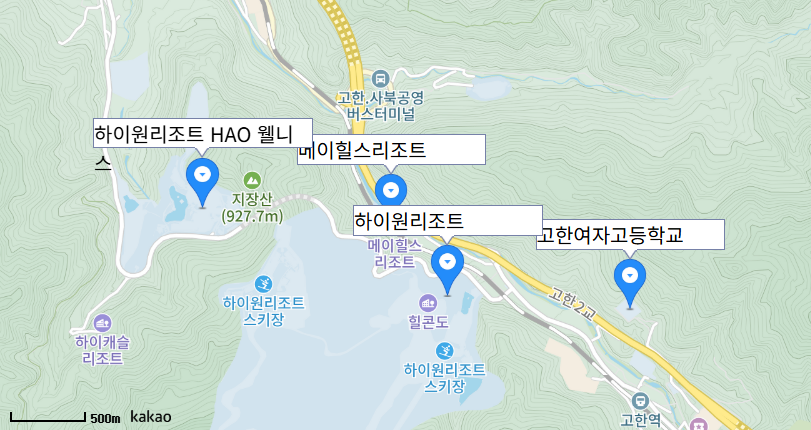 고한.사북공영
버스터미널
하이원리조트 HAO 웰니
스
메이힐스리조트
지장산
(927.7m)
하이원리조트
고한여자고등학교
메이힐스
리조트
하이원리조트
스키장
고한2교
힐콘도
하이캐슬
리조트
하이원리조트
스키장
고한역
500m kakao